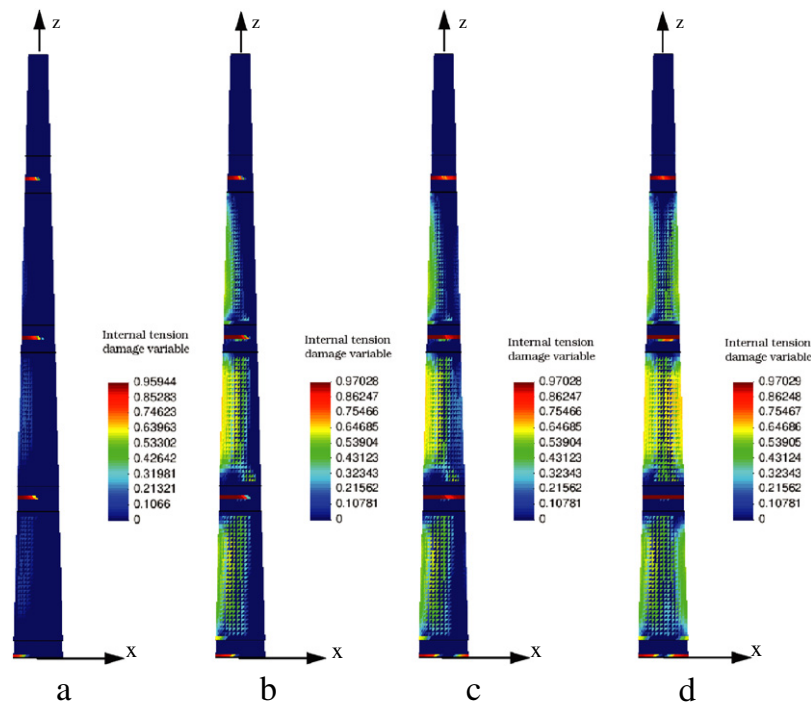 z
z
z
z
Internal tension
damage variable
0.95944
0.85283
0.74623
0.63963
0.53302
0.42642
0.31981
0.21321
0.1066
0
Internal tension
damage variable
0.97028
0.86247
0.75466
0.64685
0.53904
0.43123
0.32343
0.21562
0.10781
0
Internal tension
damage variable
0.97028
0.86247
0.75466
0.64685
0.53904
0.43123
0.32343
0.21562
0.10781
0
Internal tension
damage variable
0.97029
0.86248
0.75467
0.64686
0.53905
0.43124
0.32343
0.21562
0.10781
0
x
x
x
x
a
b
c
d